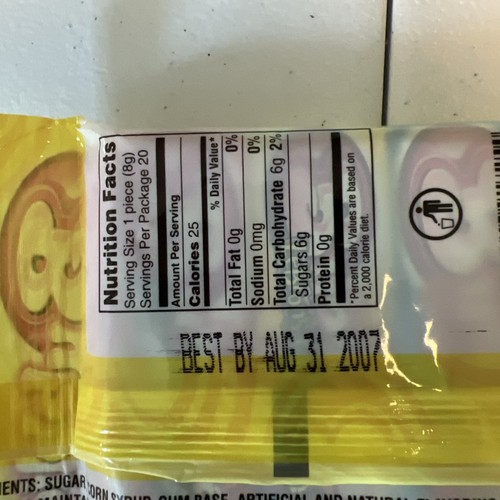 Nutrition Facts
Serving Size 1 piece (8g)
Servings Per Package 20
Amount Per Serving
Calories 25
% Daily Value*
Total Fat 0g 0%
Sodium 0mg 0%
Total Carbohydrate 6g 2%
Sugars 6g
Protein 0g
*Percent Daily Values are based on
a 2,000 calorie diet.
BEST BY AUG 31 2007
IENTS: SUGAR, CORN SYRUP, GUM BASE, ARTIFICIAL AND NATURAL